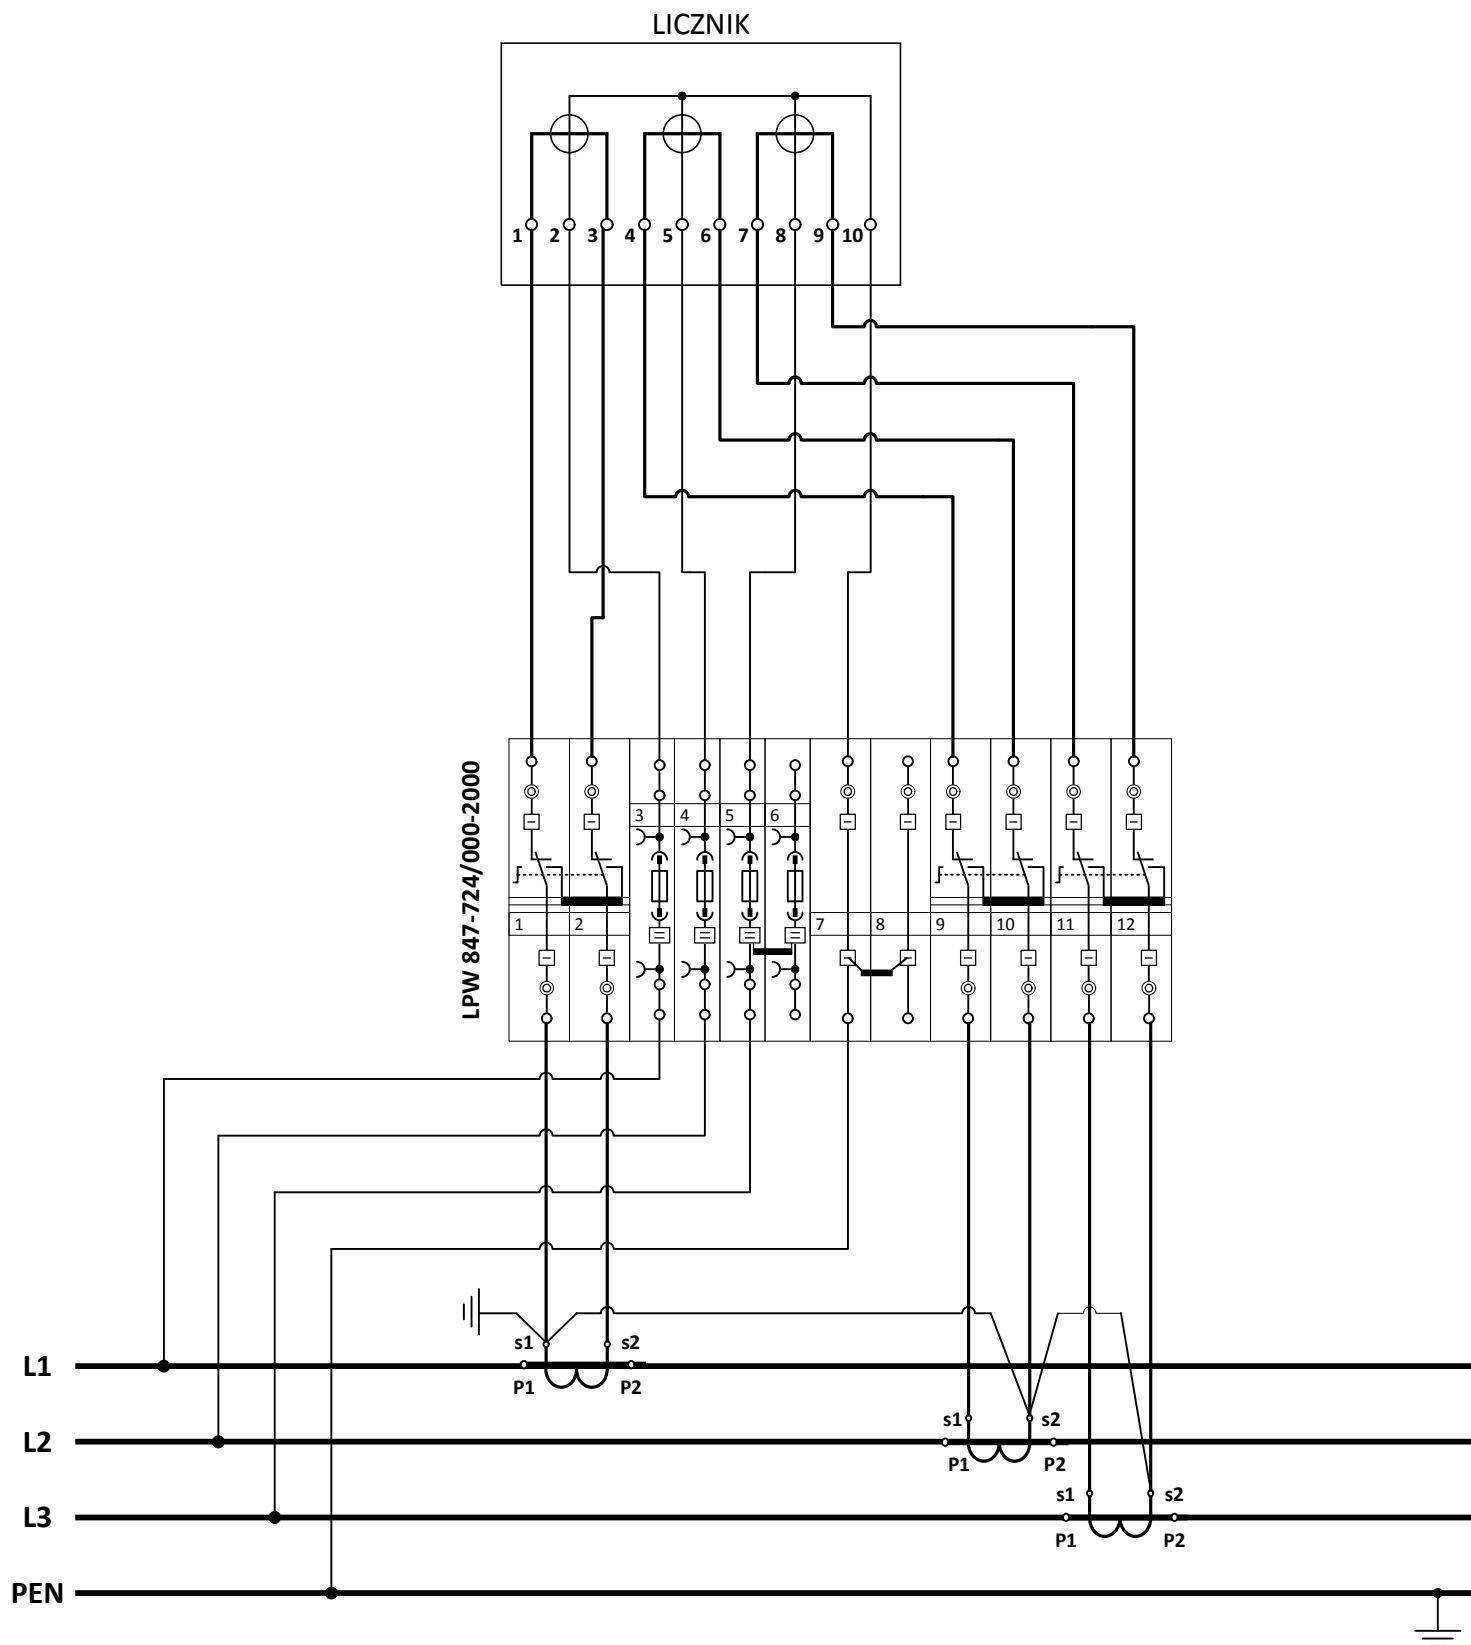 LICZNIK
1 2 3 4 5 6 7 8 9 10
LPW 847-724/000-2000
3 4 5 6
1 2 7 8 9 10 11 12
s1 s2
L1
P1 P2
s1 s2
L2
P1 P2
s1 s2
L3
P1 P2
PEN